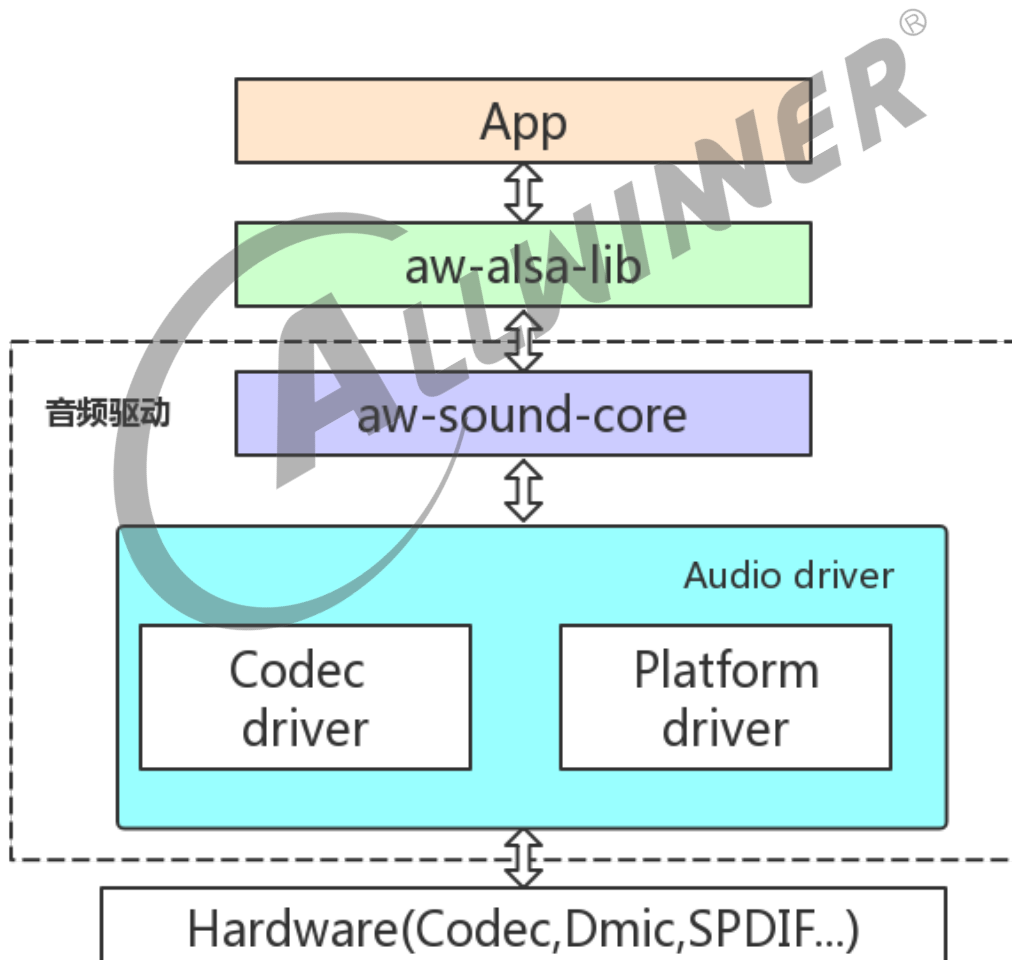 ®
ALLWINNER
App
aw-alsa-lib
音频驱动
aw-sound-core
Audio driver
Codec
driver
Platform
driver
Hardware(Codec,Dmic,SPDIF...)